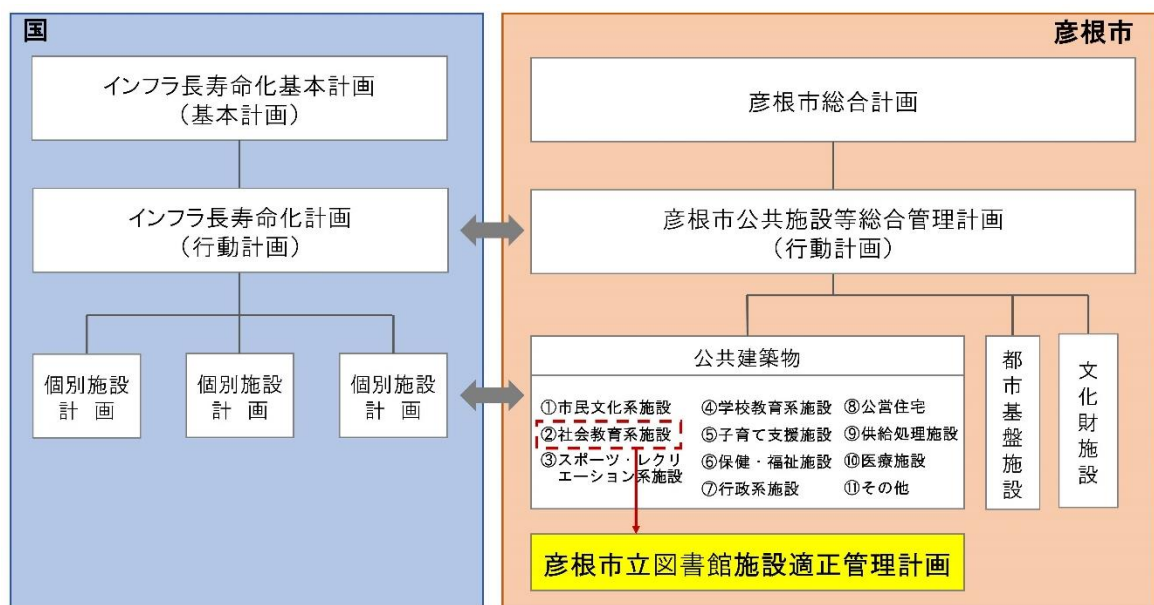 国
インフラ長寿命化基本計画
(基本計画)
インフラ長寿命化計画
(行動計画)
個別施設
計 画
個別施設
計 画
個別施設
計 画
彦根市
彦根市総合計画
彦根市公共施設等総合管理計画
(行動計画)
公共建築物
①市民文化系施設
②社会教育系施設
③スポーツ・レクリ
エーション系施設
④学校教育系施設
⑤子育て支援施設
⑥保健・福祉施設
⑦行政系施設
⑧公営住宅
⑨供給処理施設
⑩医療施設
⑪その他
都市基盤施設
文化財施設
彦根市立図書館施設適正管理計画